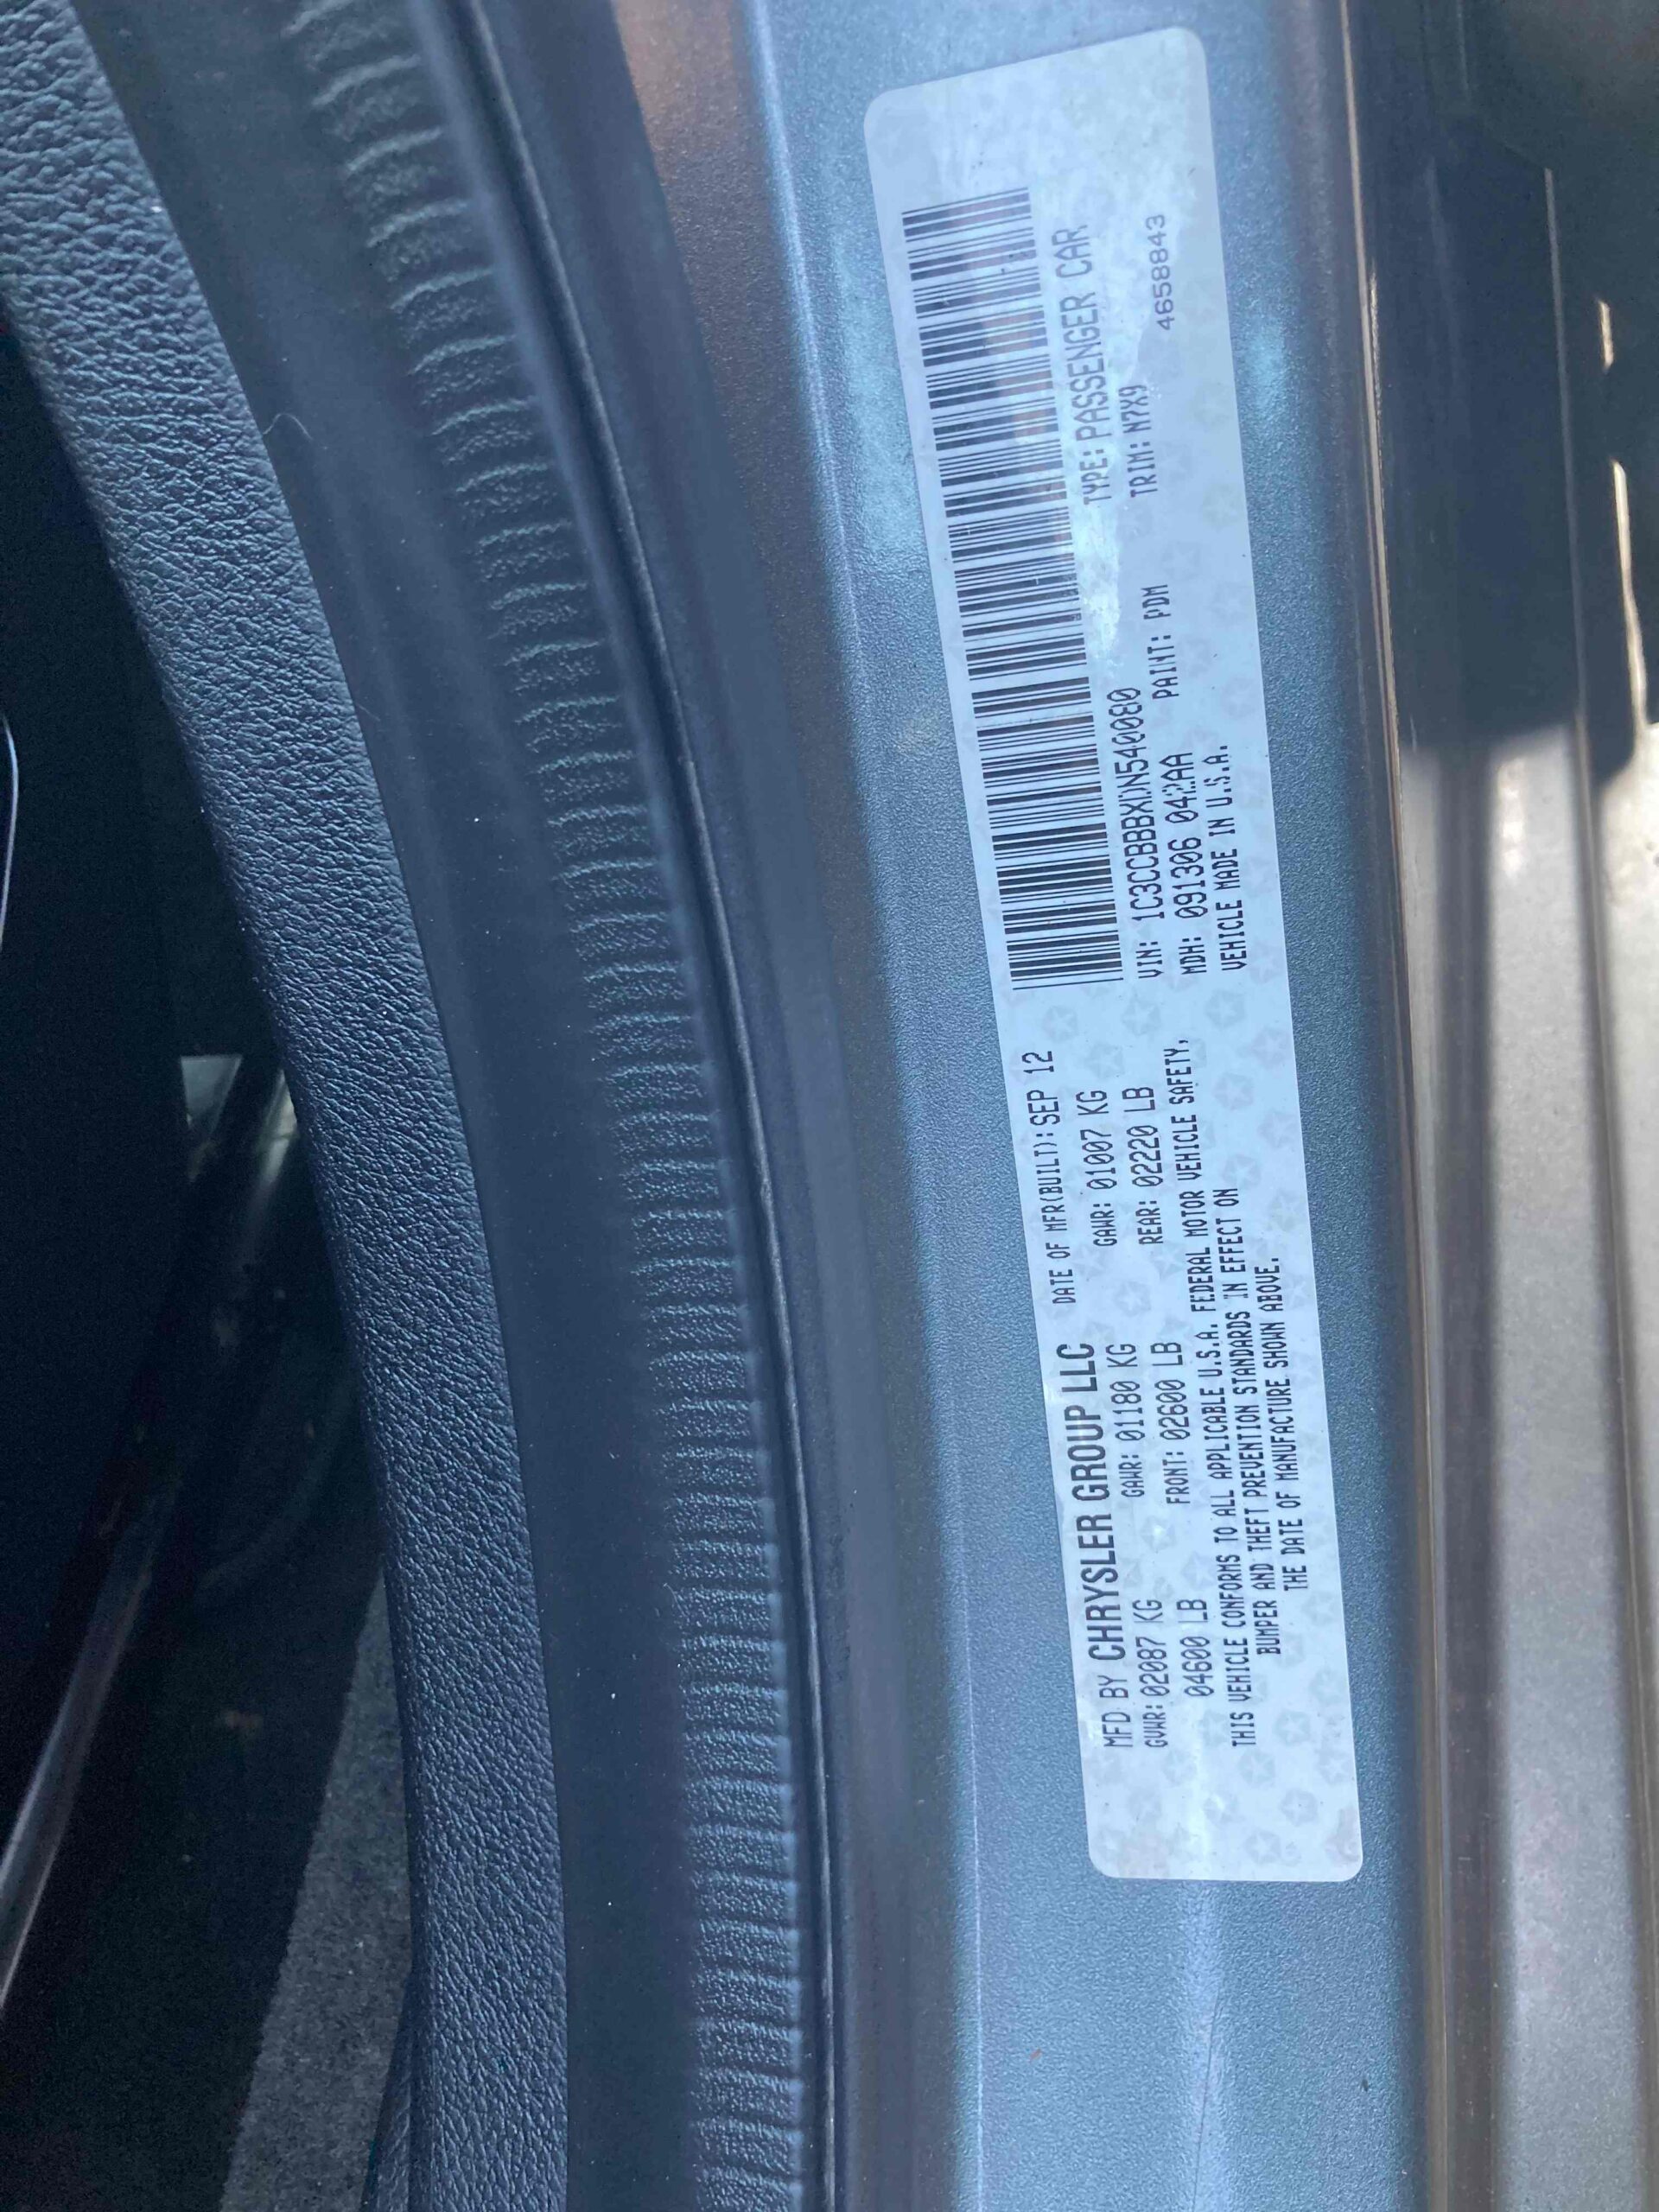 MFD BY CHRYSLER GROUP LLC DATE OF MFR(BUILT):SEP 12
GVWR:02087 KG GAWR: 01180 KG GAWR: 01007 KG
04600 LB FRONT: 02600 LB REAR: 02220 LB
THIS VEHICLE CONFORMS TO ALL APPLICABLE U.S.A. FEDERAL MOTOR VEHICLE SAFETY,
BUMPER AND THEFT PREVENTION STANDARDS IN EFFECT ON
THE DATE OF MANUFACTURE SHOWN ABOVE.
VIN: 1C3CCBBBXDN540080 TYPE: PASSENGER CAR
MDH: 091306 042AA PAINT: PDM TRIM: N7X9
VEHICLE MADE IN U.S.A.
4658843